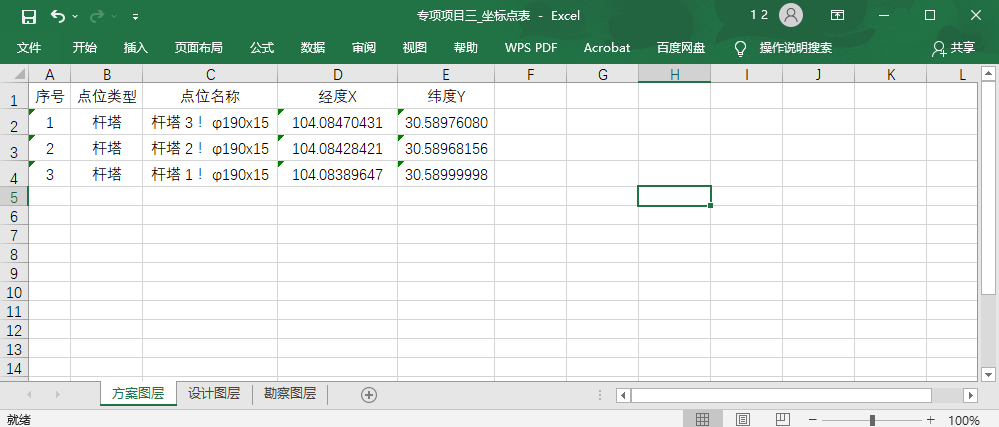 专项项目三_坐标点表 - Excel
1 2
文件 开始 插入 页面布局 公式 数据 审阅 视图 帮助 WPS PDF Acrobat 百度网盘 操作说明搜索 共享
A B C D E F G H I J K L
1 序号 点位类型 点位名称 经度X 纬度Y
2 1 杆塔 杆塔 3！ φ190x15 104.08470431 30.58976080
3 2 杆塔 杆塔 2！ φ190x15 104.08428421 30.58968156
4 3 杆塔 杆塔 1！ φ190x15 104.08389647 30.58999998
5
6
7
8
9
10
11
12
13
14
方案图层 设计图层 勘察图层
就绪 100%